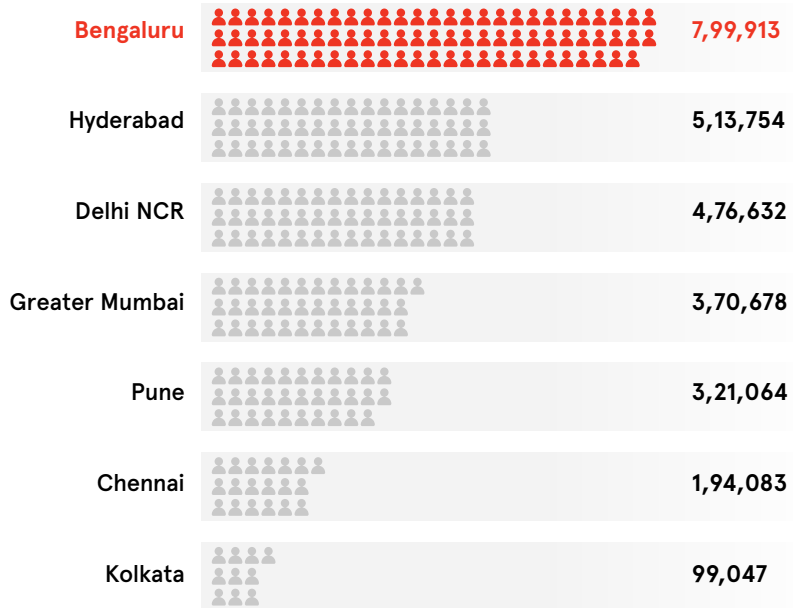 Bengaluru 7,99,913
Hyderabad 5,13,754
Delhi NCR 4,76,632
Greater Mumbai 3,70,678
Pune 3,21,064
Chennai 1,94,083
Kolkata 99,047